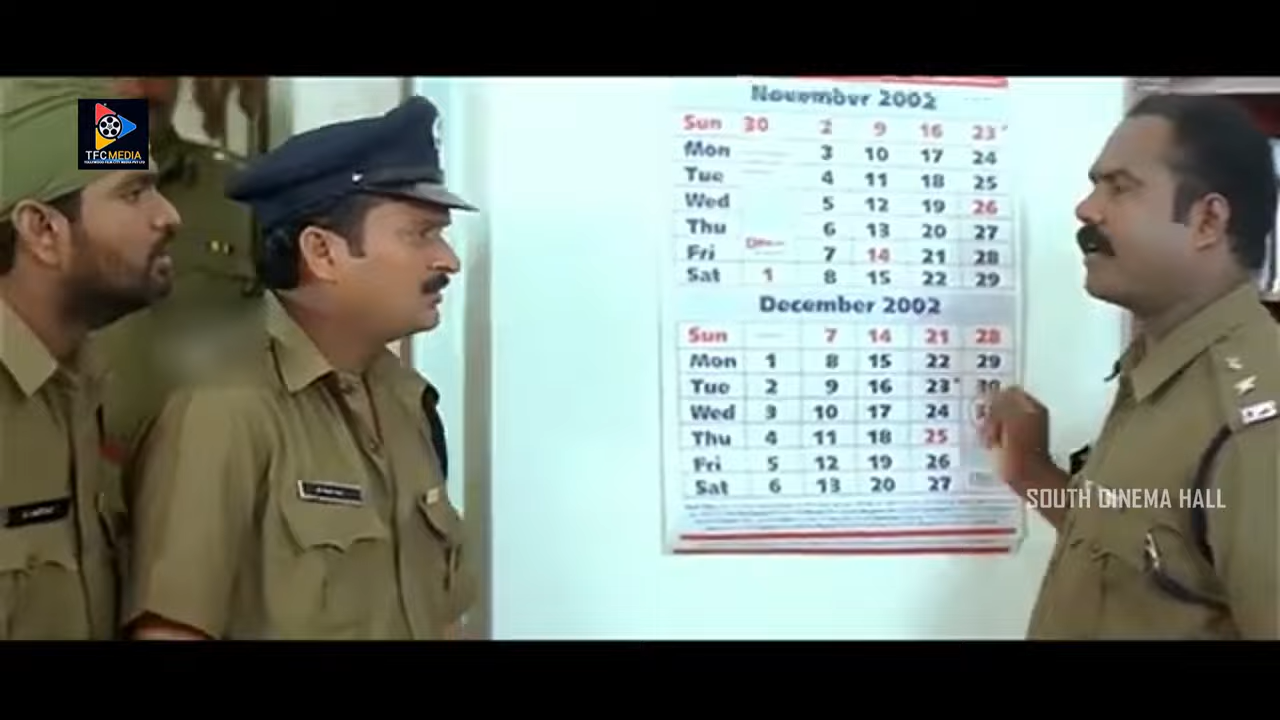 TFCMEDIA
November 2002
Sun 30 2 9 16 23*
Mon 3 10 17 24
Tue 4 11 18 25
Wed 5 12 19 26
Thu 6 13 20 27
Fri 7 14 21 28
Sat 1 8 15 22 29
December 2002
Sun 7 14 21 28
Mon 1 8 15 22 29
Tue 2 9 16 23* 30
Wed 3 10 17 24
Thu 4 11 18 25
Fri 5 12 19 26
Sat 6 13 20 27
SOUTH CINEMA HALL